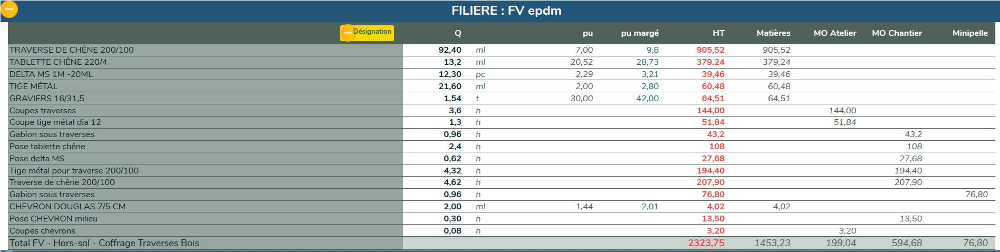 FILIERE : FV epdm
Désignation Q pu pu margé HT Matières MO Atelier MO Chantier Minipelle
TRAVERSE DE CHÊNE 200/100 92,40 ml 7,00 9,8 905,52 905,52
TABLETTE CHÊNE 220/4 13,2 ml 20,52 28,73 379,24 379,24
DELTA MS 1M -20ML 12,30 pc 2,29 3,21 39,46 39,46
TIGE MÉTAL 21,60 ml 2,00 2,80 60,48 60,48
GRAVIERS 16/31,5 1,54 t 30,00 42,00 64,51 64,51
Coupes traverses 3,6 h 144,00 144,00
Coupe tige métal dia 12 1,3 h 51,84 51,84
Gabion sous traverses 0,96 h 43,2 43,2
Pose tablette chêne 2,4 h 108 108
Pose delta MS 0,62 h 27,68 27,68
Tige métal pour traverse 200/100 4,32 h 194,40 194,40
Traverse de chêne 200/100 4,62 h 207,90 207,90
Gabion sous traverses 0,96 h 76,80 76,80
CHEVRON DOUGLAS 7/5 CM 2,00 ml 1,44 2,01 4,02 4,02
Pose CHEVRON milieu 0,30 h 13,50 13,50
Coupes chevrons 0,08 h 3,20 3,20
Total FV - Hors-sol - Coffrage Traverses Bois 2323,75 1453,23 199,04 594,68 76,80